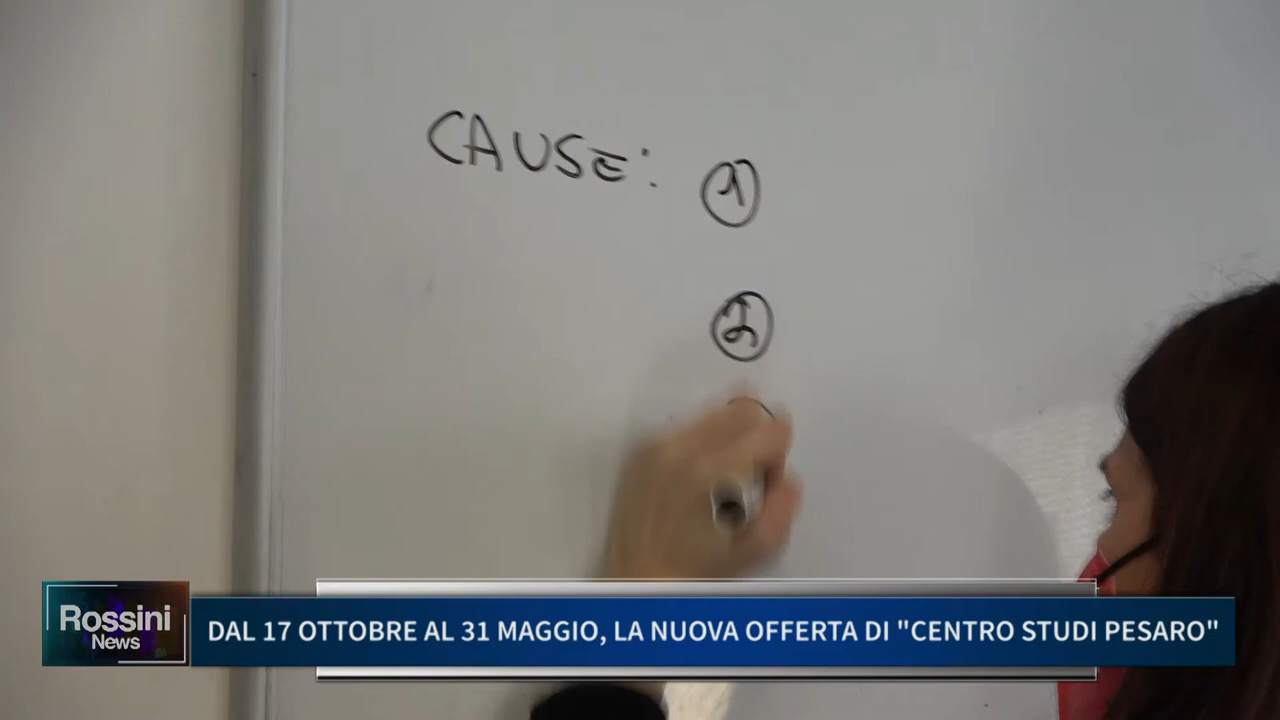 CAUSE: 1
2
Rossini
News
DAL 17 OTTOBRE AL 31 MAGGIO, LA NUOVA OFFERTA DI "CENTRO STUDI PESARO"